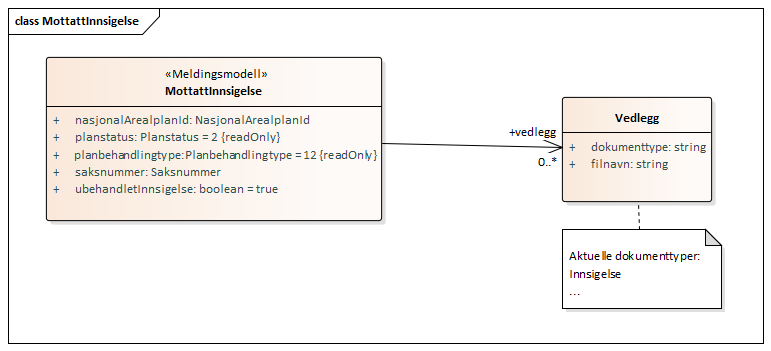 class MottattInnsigelse
«Meldingsmodell»
MottattInnsigelse
+ nasjonalArealplanId: NasjonalArealplanId
+ planstatus: Planstatus = 2 {readOnly}
+ planbehandlingtype:Planbehandlingtype = 12 {readOnly}
+ saksnummer: Saksnummer
+ ubehandletInnsigelse: boolean = true
+vedlegg
0..*
Vedlegg
+ dokumenttype: string
+ filnavn: string
Aktuelle dokumenttyper:
Innsigelse
...